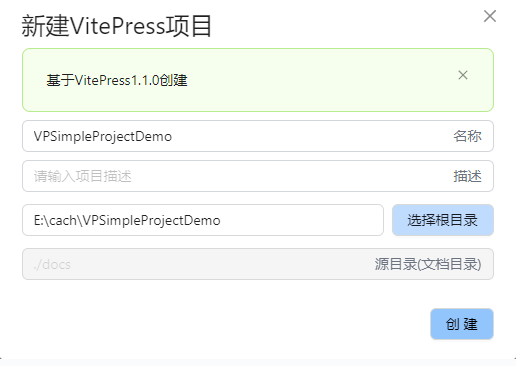 新建VitePress项目
基于VitePress1.1.0创建
VPSimpleProjectDemo 名称
请输入项目描述 描述
E:\cach\VPSimpleProjectDemo 选择根目录
./docs 源目录(文档目录)
创 建